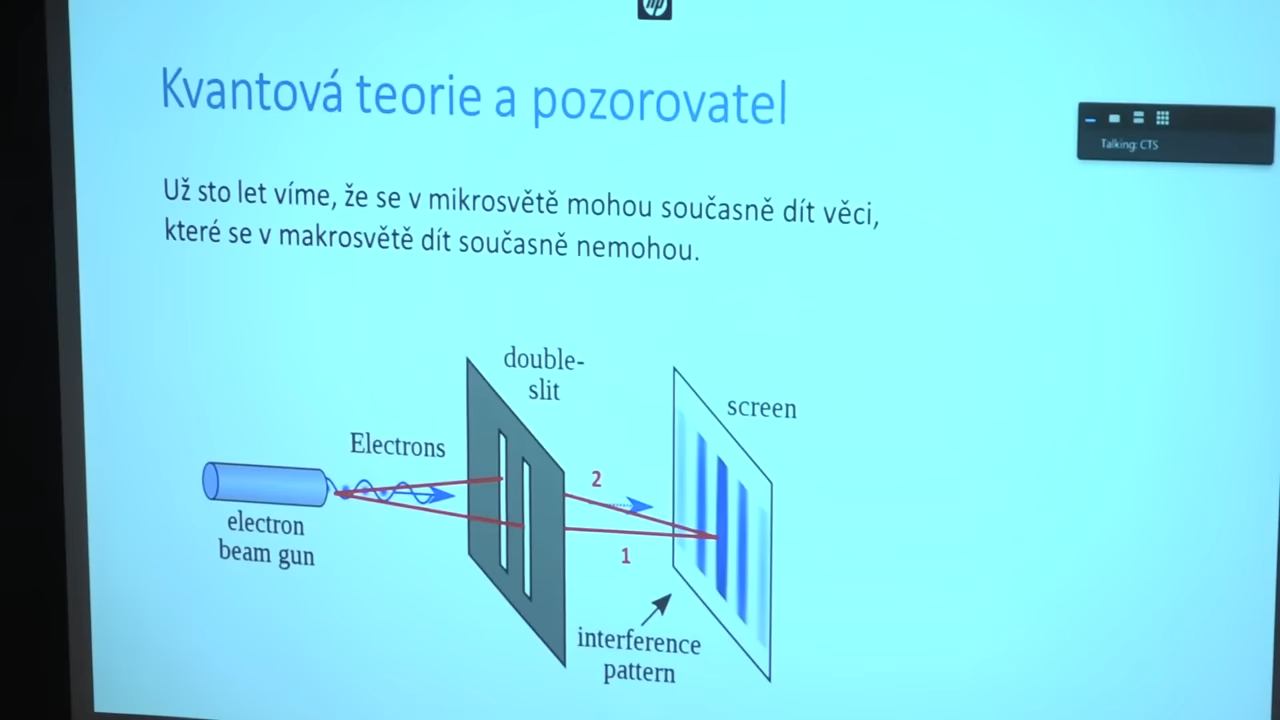 hp
Kvantová teorie a pozorovatel
Talking: CTS
Už sto let víme, že se v mikrosvětě mohou současně dít věci,
které se v makrosvětě dít současně nemohou.
double-
slit
screen
Electrons
2
electron
beam gun
1
interference
pattern